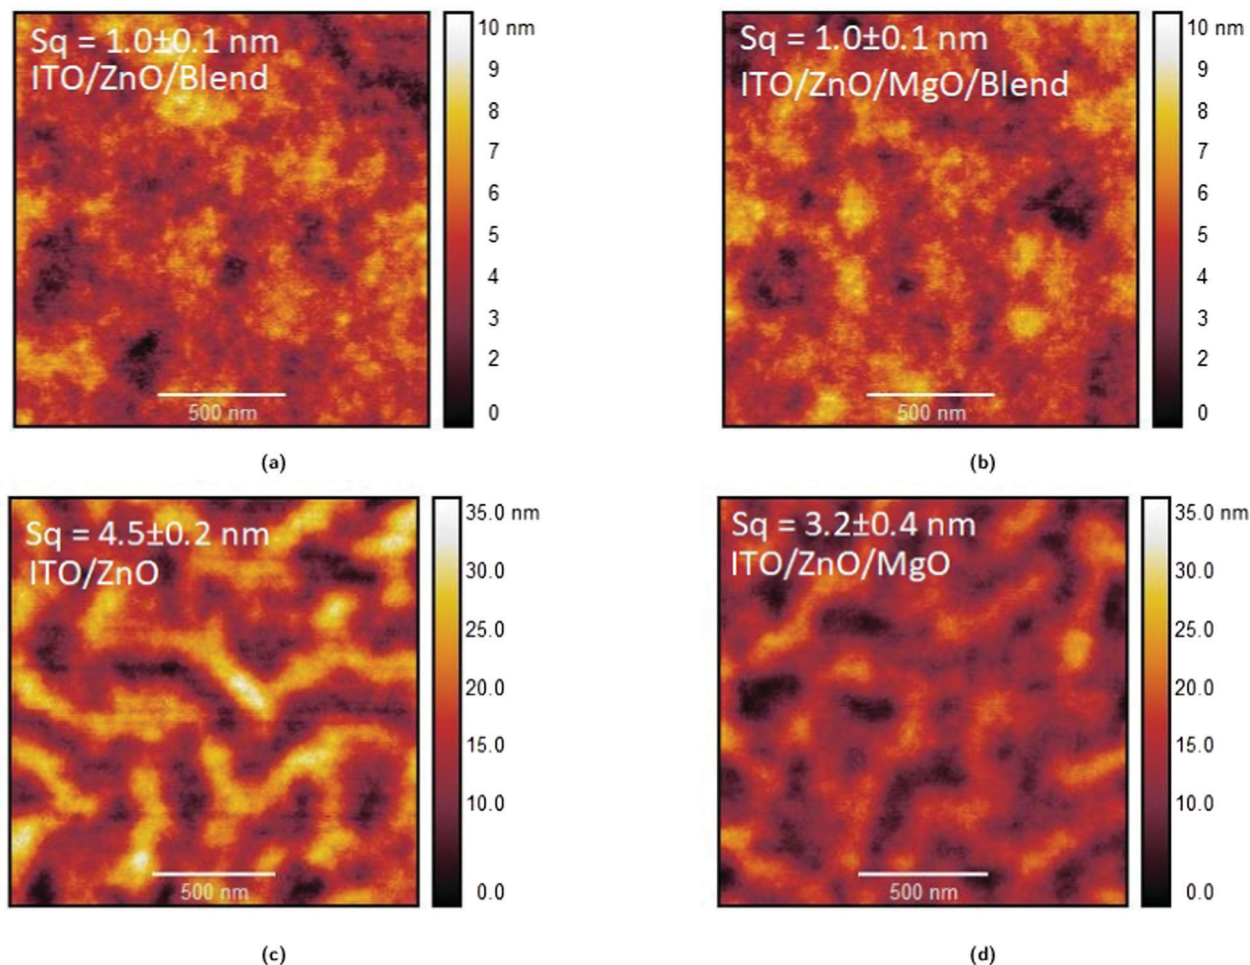 Sq = 1.0±0.1 nm
ITO/ZnO/Blend
10 nm
9
8
7
6
5
4
3
2
0
500 nm
(a)
Sq = 1.0±0.1 nm
ITO/ZnO/MgO/Blend
10 nm
9
8
7
6
5
4
3
2
0
500 nm
(b)
Sq = 4.5±0.2 nm
ITO/ZnO
35.0 nm
30.0
25.0
20.0
15.0
10.0
0.0
500 nm
(c)
Sq = 3.2±0.4 nm
ITO/ZnO/MgO
35.0 nm
30.0
25.0
20.0
15.0
10.0
0.0
500 nm
(d)